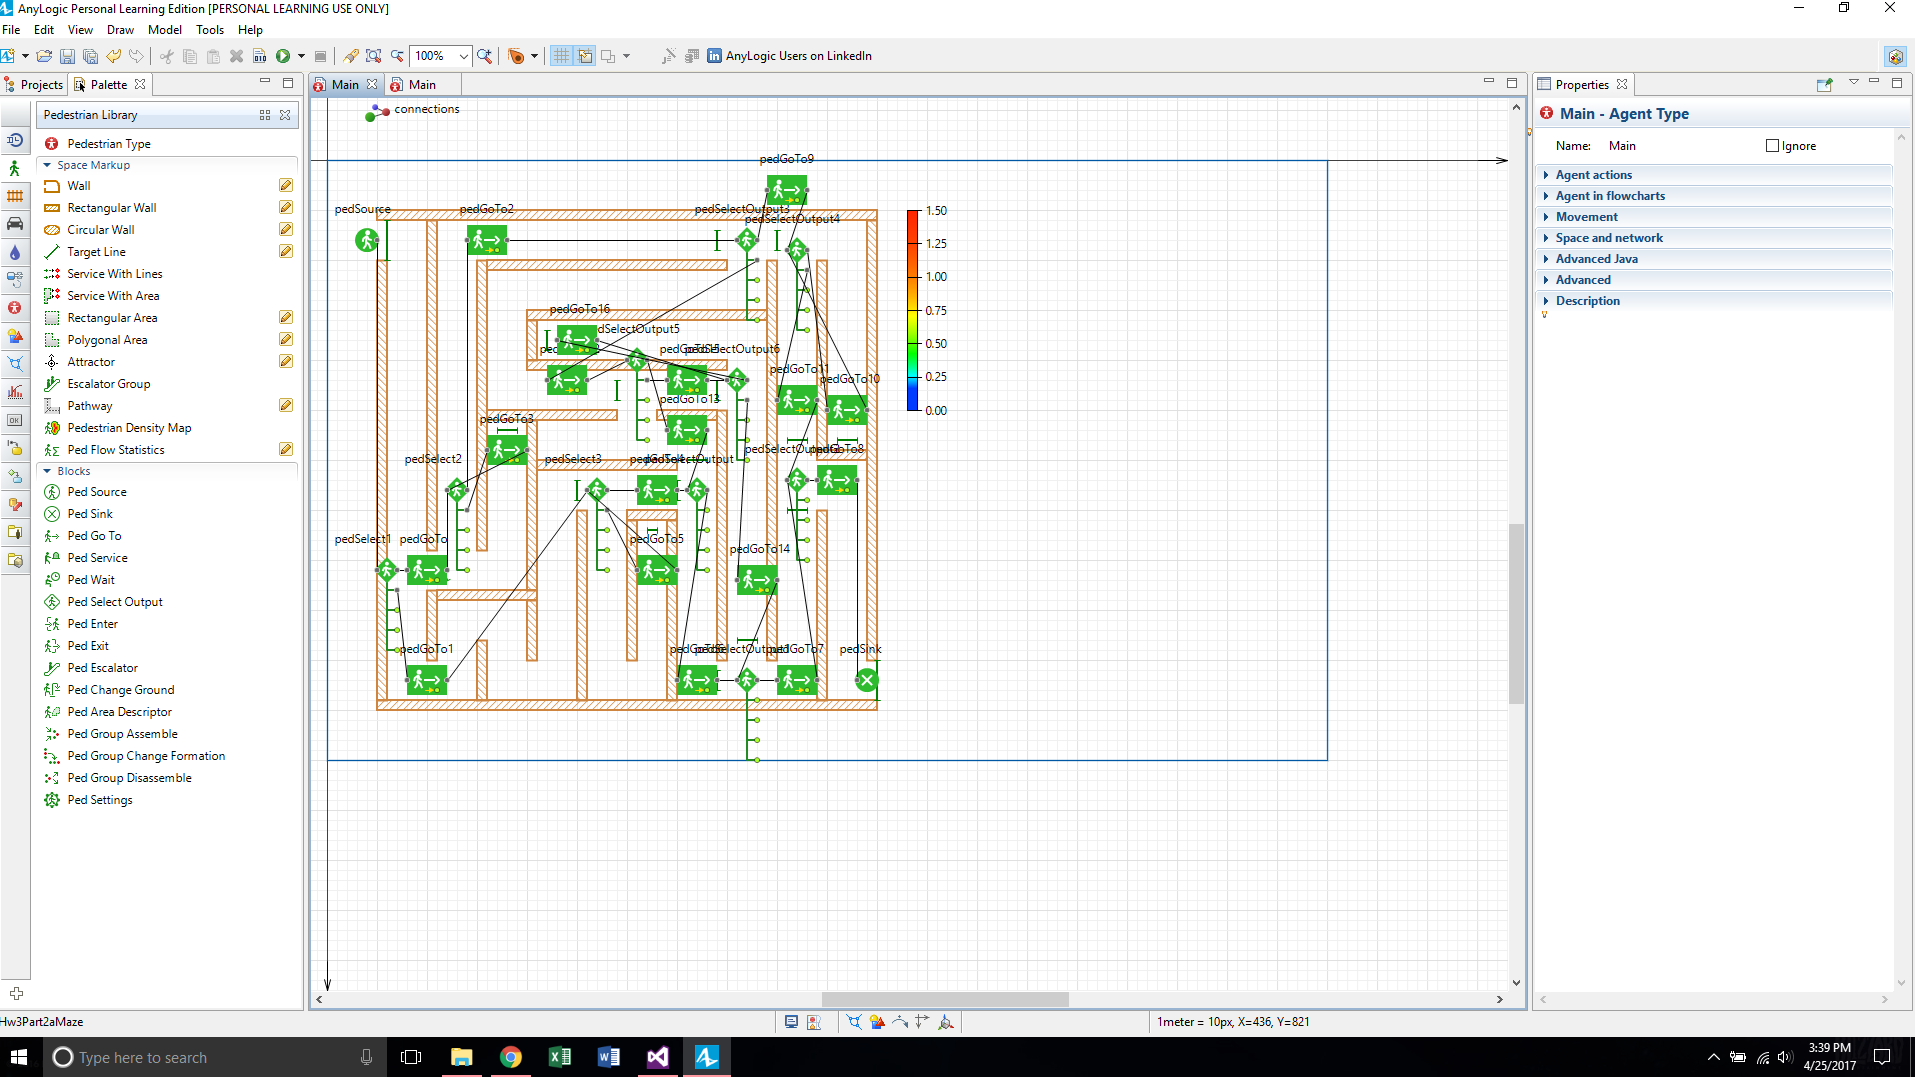 AnyLogic Personal Learning Edition [PERSONAL LEARNING USE ONLY]
File Edit View Draw Model Tools Help
100% AnyLogic Users on LinkedIn
Projects Palette
Main Main
Properties
Pedestrian Library
Pedestrian Type
Space Markup
Wall
Rectangular Wall
Circular Wall
Target Line
Service With Lines
Service With Area
Rectangular Area
Polygonal Area
Attractor
Escalator Group
Pathway
Pedestrian Density Map
Ped Flow Statistics
Blocks
Ped Source
Ped Sink
Ped Go To
Ped Service
Ped Wait
Ped Select Output
Ped Enter
Ped Exit
Ped Escalator
Ped Change Ground
Ped Area Descriptor
Ped Group Assemble
Ped Group Change Formation
Ped Group Disassemble
Ped Settings
connections
pedGoTo9
pedSource pedGoTo2 pedSelectOutput3
pedSelectOutput4
1.50
1.25
1.00
0.75
0.50
0.25
0.00
pedGoTo16
dSelectOutput5
SelectOutput6
pedGoTo11
pedGoTo10
pedGoTo13
pedGoTo3
pedSelect2 pedSelect3
pedGoTo8
pedSelect1 pedGoTo pedGoTo5
pedGoTo14
pedGoTo1 pedSink
Main - Agent Type
Name: Main Ignore
Agent actions
Agent in flowcharts
Movement
Space and network
Advanced Java
Advanced
Description
Hw3Part2aMaze
1meter = 10px, X=436, Y=821
Type here to search
3:39 PM
4/25/2017